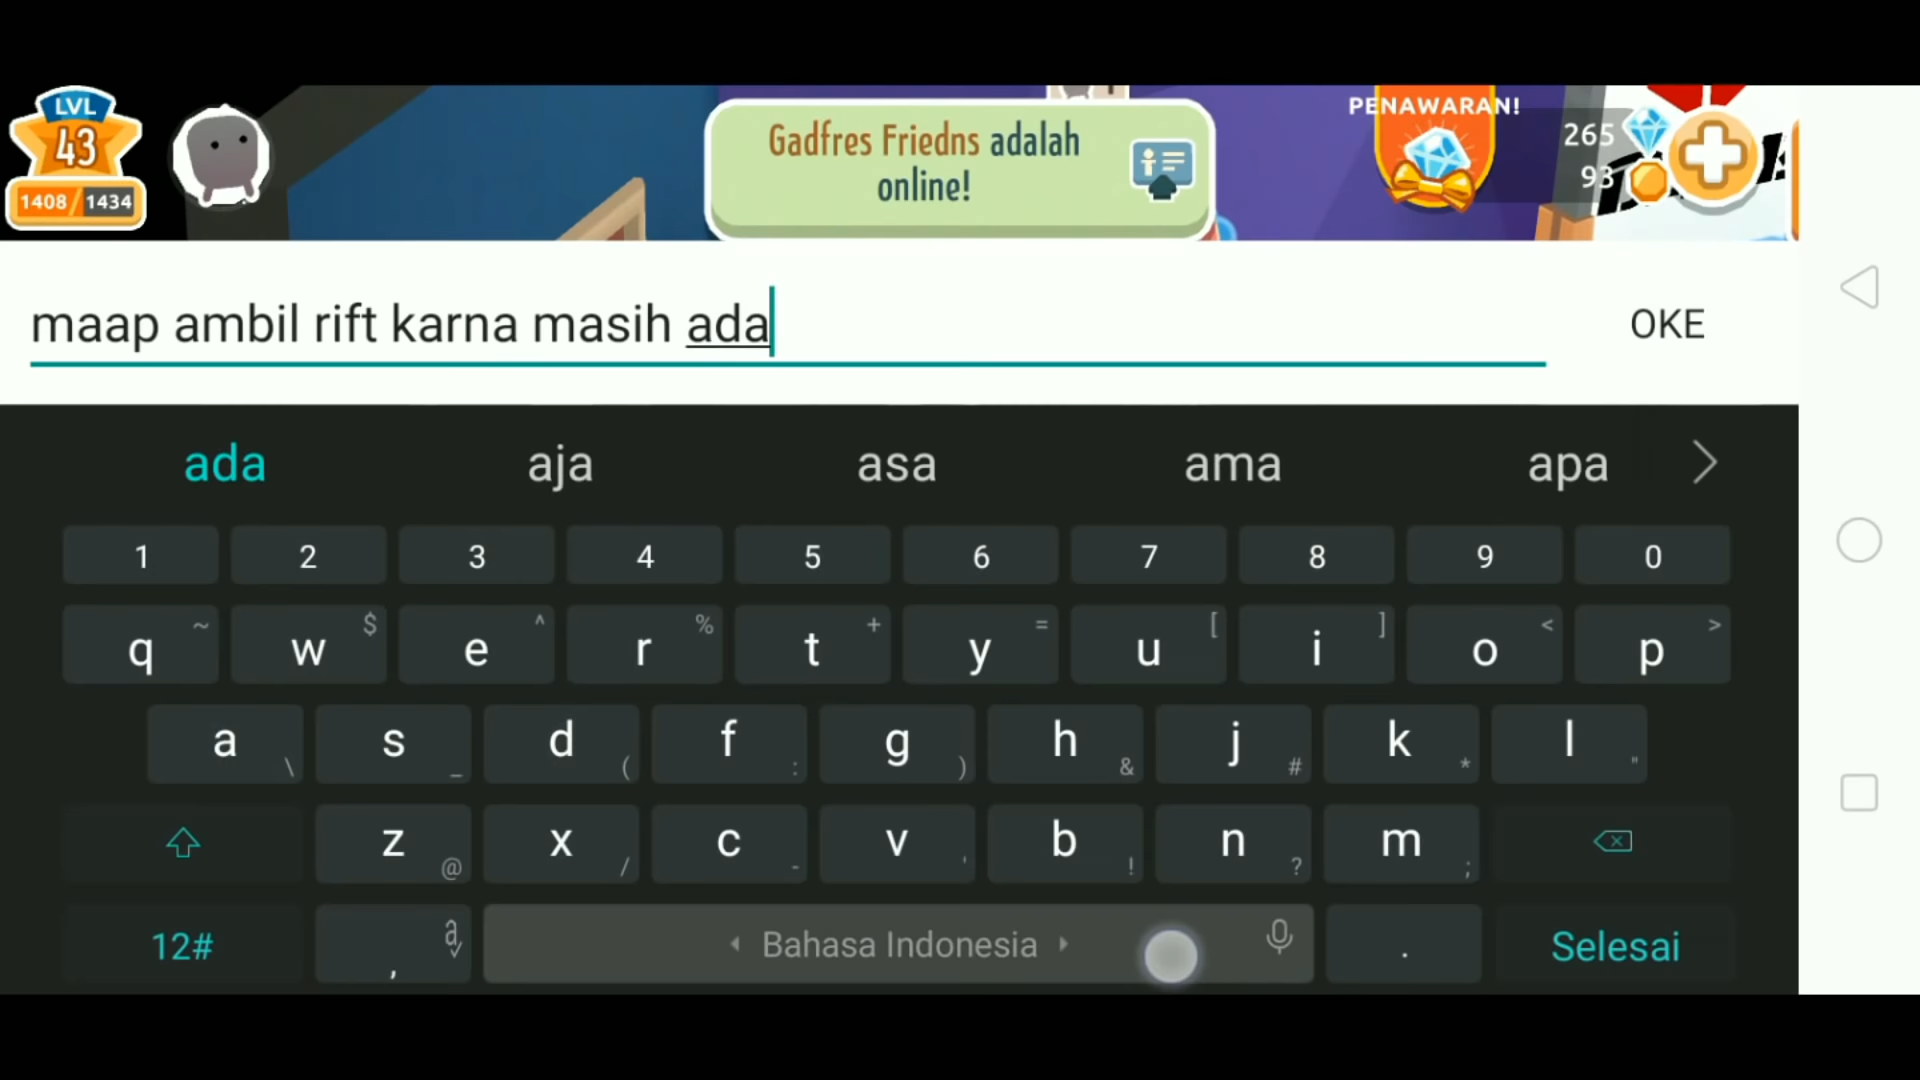 LVL
43
1408 / 1434
Gadfres Friedns adalah
online!
PENAWARAN!
265
93
maap ambil rift karna masih ada
OKE
ada aja asa ama apa
1 2 3 4 5 6 7 8 9 0
~ $ ^ % + = [ ] < >
q w e r t y u i o p
a s d f g h j k l
\ _ ( : ) & # * "
z x c v b n m
@ / - ' ! ? ;
12# , a Bahasa Indonesia . Selesai